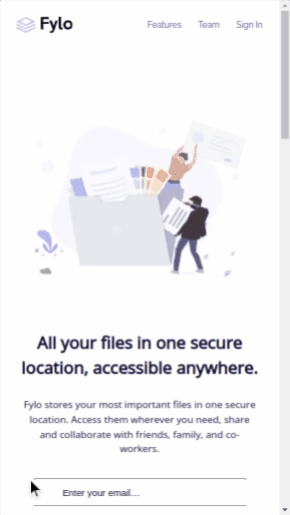 Fylo
Features Team Sign In
All your files in one secure
location, accessible anywhere.
Fylo stores your most important files in one secure
location. Access them wherever you need, share
and collaborate with friends, family, and co-
workers.
Enter your email...